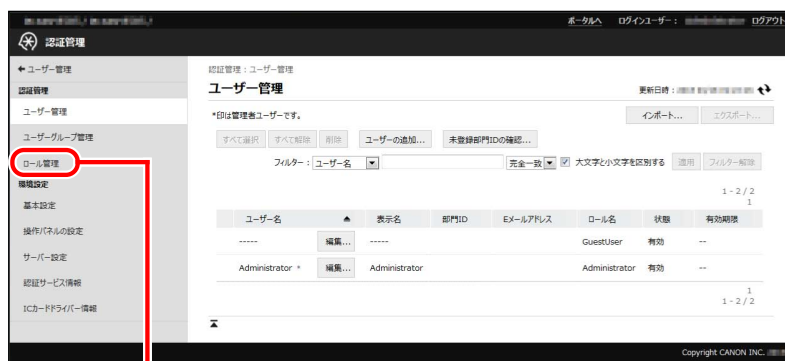 ポータルへ ログインユーザー： ログアウト
認証管理
ユーザー管理
認証管理
ユーザー管理
ユーザーグループ管理
ロール管理
環境設定
基本設定
操作パネルの設定
サーバー設定
認証サービス情報
ICカードドライバー情報
認証管理：ユーザー管理
ユーザー管理
更新日時：
*印は管理者ユーザーです。
インポート... エクスポート...
すべて選択 すべて解除 削除 ユーザーの追加... 未登録部門IDの確認...
フィルター： ユーザー名 完全一致 大文字と小文字を区別する 適用 フィルター解除
1 - 2 / 2
1
ユーザー名 表示名 部門ID Eメールアドレス ロール名 状態 有効期限
----- 編集... ----- GuestUser 有効 --
Administrator * 編集... Administrator Administrator 有効 --
1
1 - 2 / 2
Copyright CANON INC.